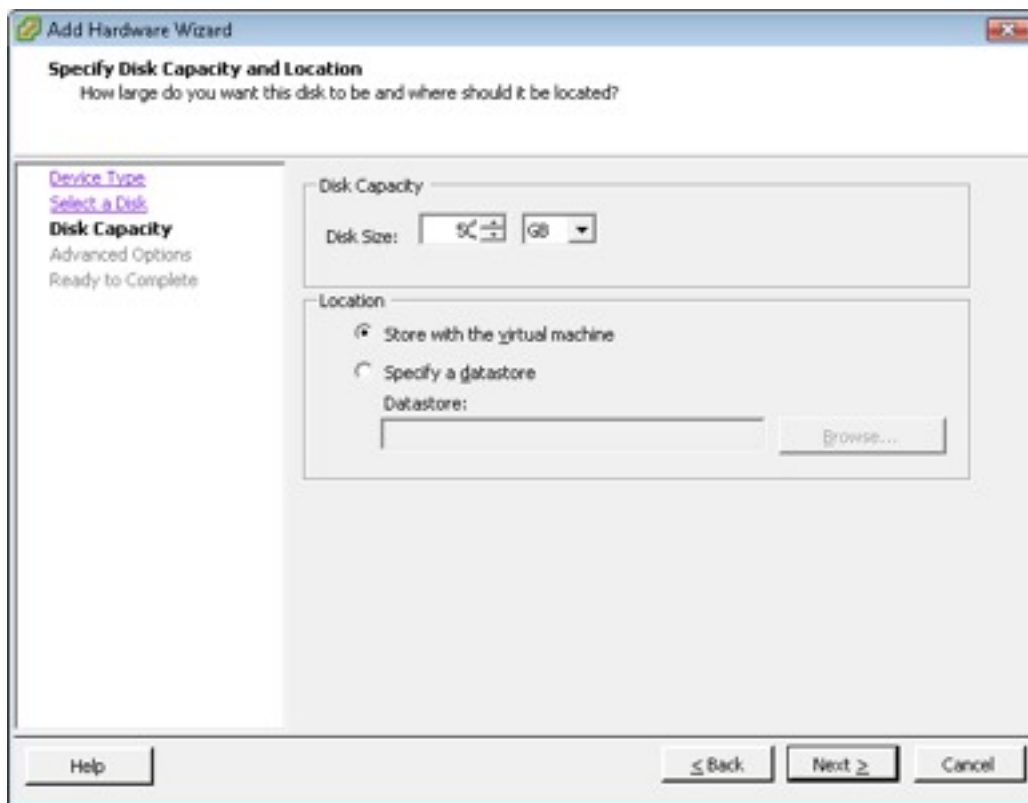 Add Hardware Wizard
Specify Disk Capacity and Location
How large do you want this disk to be and where should it be located?
Device Type
Select a Disk
Disk Capacity
Advanced Options
Ready to Complete
Disk Capacity
Disk Size: GB
Location
Store with the virtual machine
Specify a datastore
Datastore:
Browse...
Help
≤ Back
Next ≥
Cancel